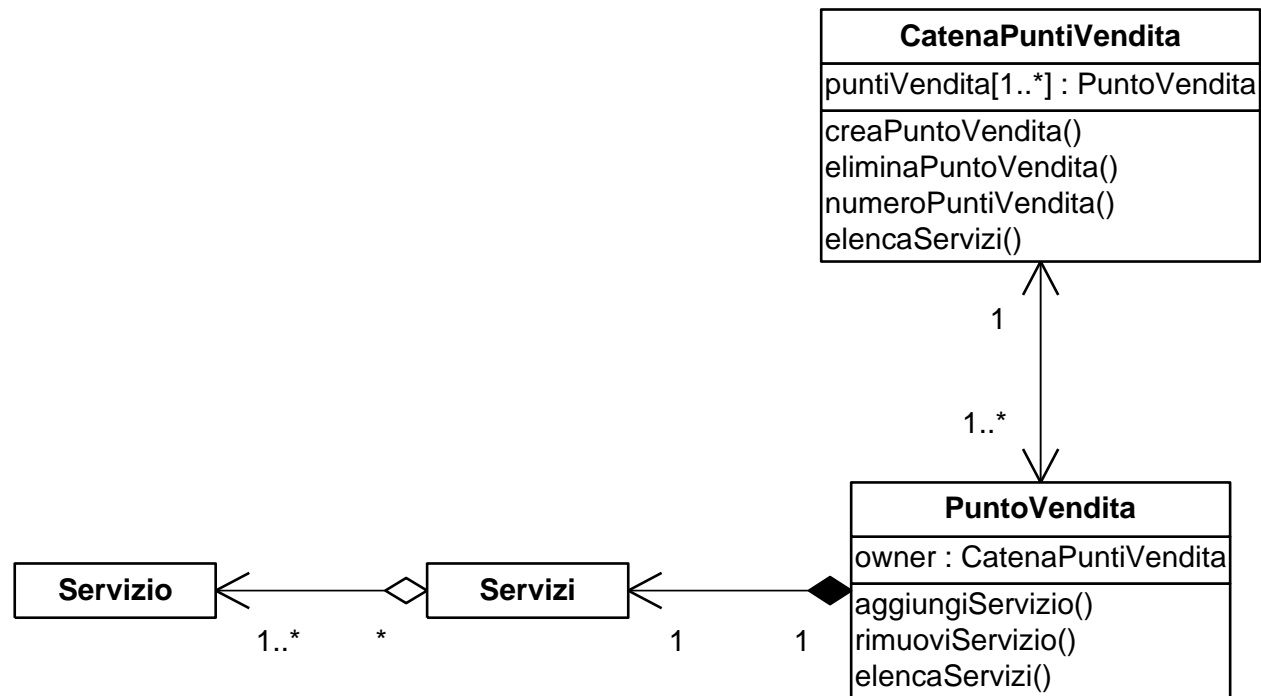 CatenaPuntiVendita
puntiVendita[1..*] : PuntoVendita
creaPuntoVendita()
eliminaPuntoVendita()
numeroPuntiVendita()
elencaServizi()
1
1..*
PuntoVendita
owner : CatenaPuntiVendita
aggiungiServizio()
rimuoviServizio()
elencaServizi()
Servizio
Servizi
1..*
*
1
1